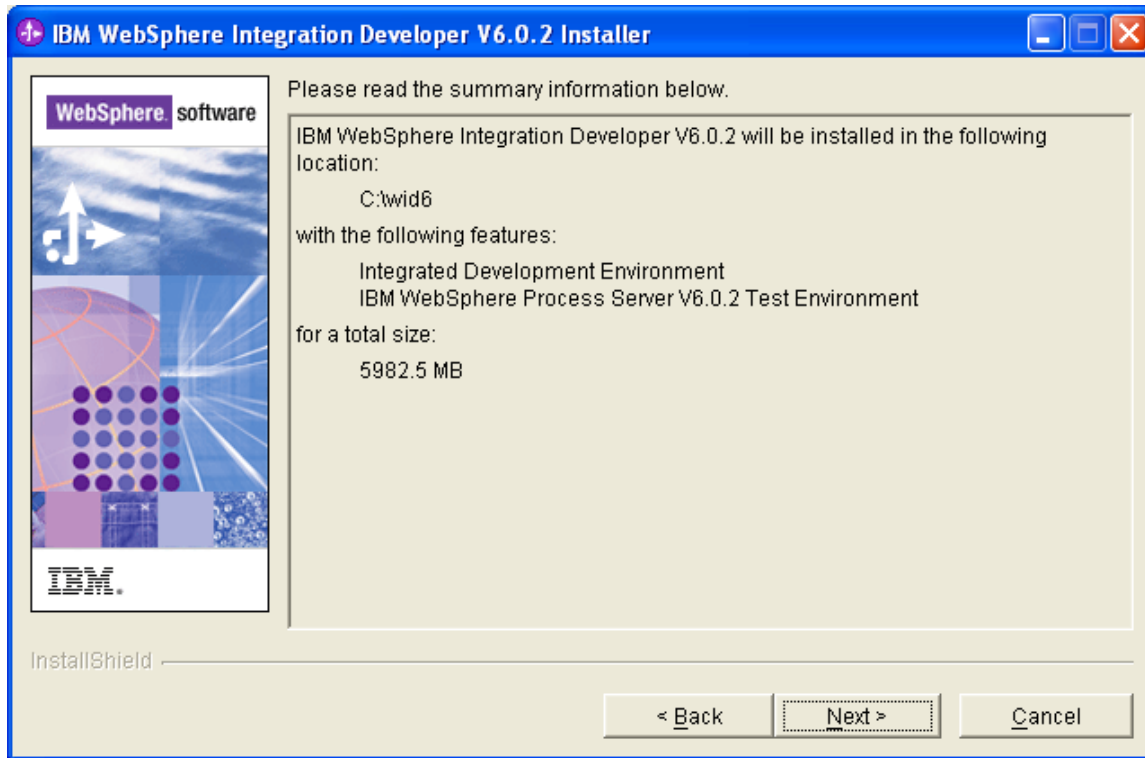 IBM WebSphere Integration Developer V6.0.2 Installer
WebSphere. software
IBM.
Please read the summary information below.
IBM WebSphere Integration Developer V6.0.2 will be installed in the following
location:
C:\wid6
with the following features:
Integrated Development Environment
IBM WebSphere Process Server V6.0.2 Test Environment
for a total size:
5982.5 MB
InstallShield
< Back
Next >
Cancel